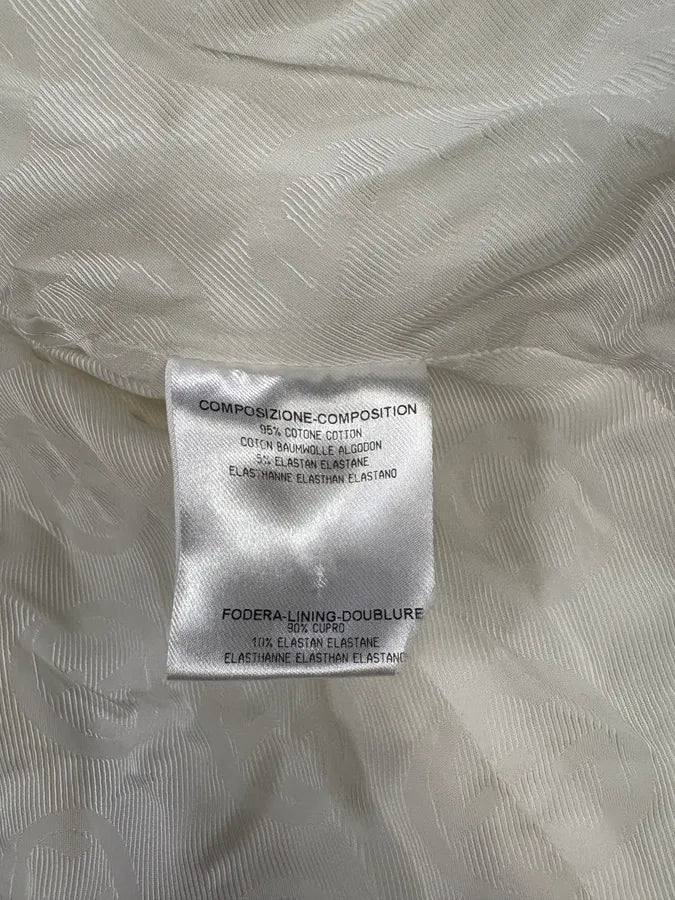 COMPOSIZIONE-COMPOSITION
95% COTONE COTTON
COTON BAUMWOLLE ALGODON
5% ELASTAN ELASTANE
ELASTHANNE ELASTHAN ELASTANO
FODERA-LINING-DOUBLURE
90% CUPRO
10% ELASTAN ELASTANE
ELASTHANNE ELASTHAN ELASTANO